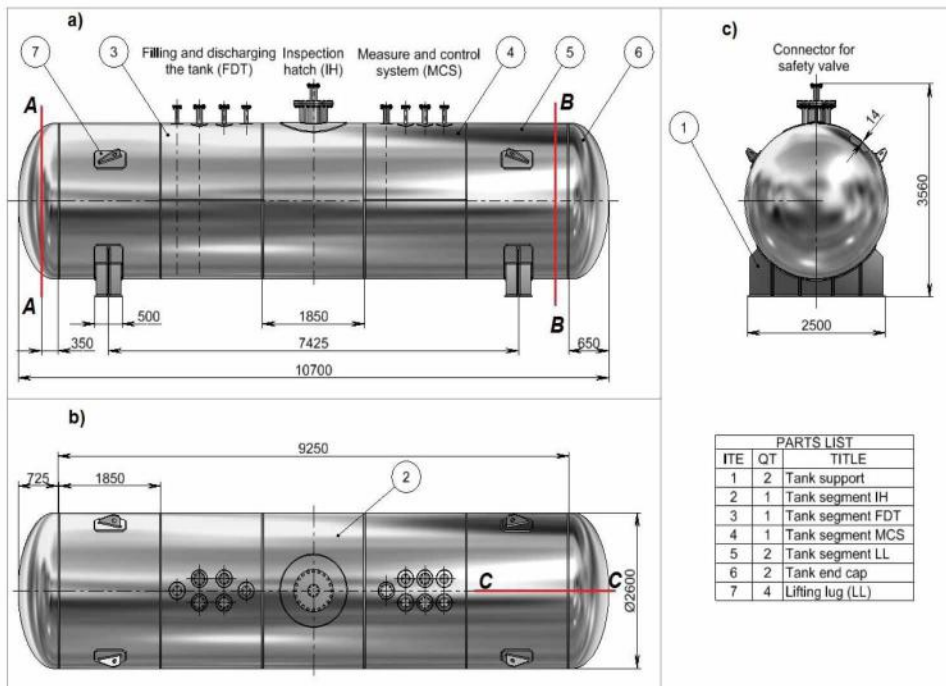 a)
7
3
Filling and discharging
the tank (FDT)
Inspection
hatch (IH)
Measure and control
system (MCS)
4
5
6
A
B
A
B
500
1850
350
7425
650
10700
b)
9250
725
1850
2
C
C
Ø2600
c)
Connector for
safety valve
1
14
3560
2500
PARTS LIST
ITE QT TITLE
1 2 Tank support
2 1 Tank segment IH
3 1 Tank segment FDT
4 1 Tank segment MCS
5 2 Tank segment LL
6 2 Tank end cap
7 4 Lifting lug (LL)